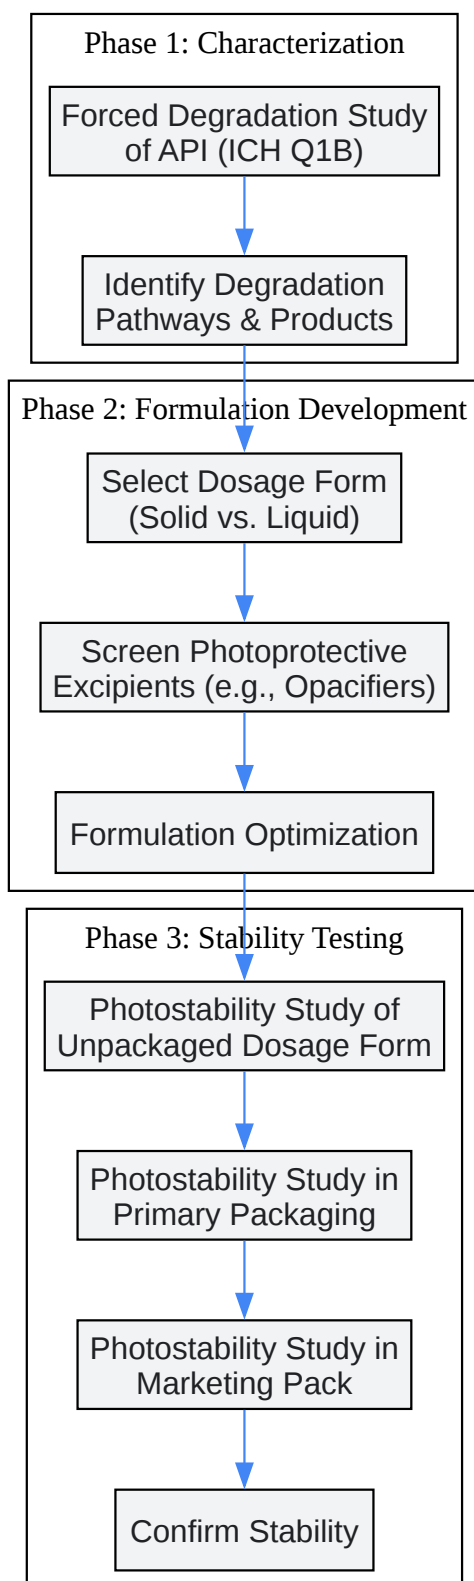 Phase 1: Characterization
Forced Degradation Study
of API (ICH Q1B)
Identify Degradation
Pathways & Products
Phase 2: Formulation Development
Select Dosage Form
(Solid vs. Liquid)
Screen Photoprotective
Excipients (e.g., Opacifiers)
Formulation Optimization
Phase 3: Stability Testing
Photostability Study of
Unpackaged Dosage Form
Photostability Study in
Primary Packaging
Photostability Study in
Marketing Pack
Confirm Stability